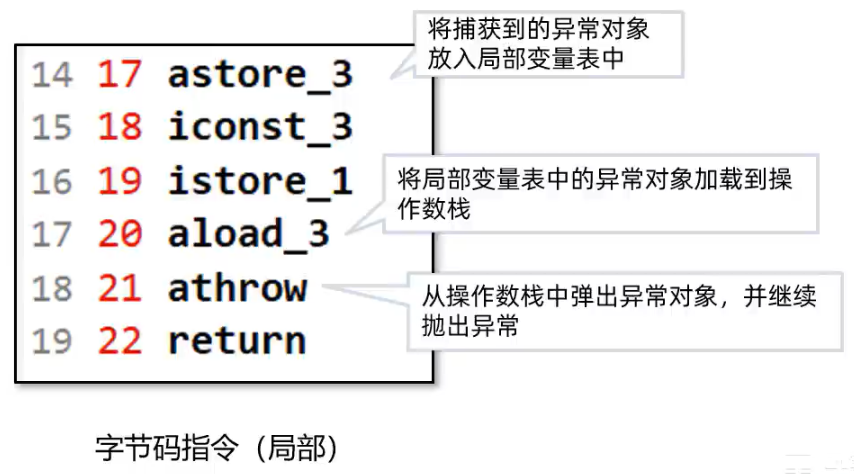 将捕获到的异常对象
放入局部变量表中
14 17 astore_3
15 18 iconst_3
16 19 istore_1
将局部变量表中的异常对象加载到操
作数栈
17 20 aload_3
18 21 athrow
从操作数栈中弹出异常对象，并继续
抛出异常
19 22 return
字节码指令（局部）